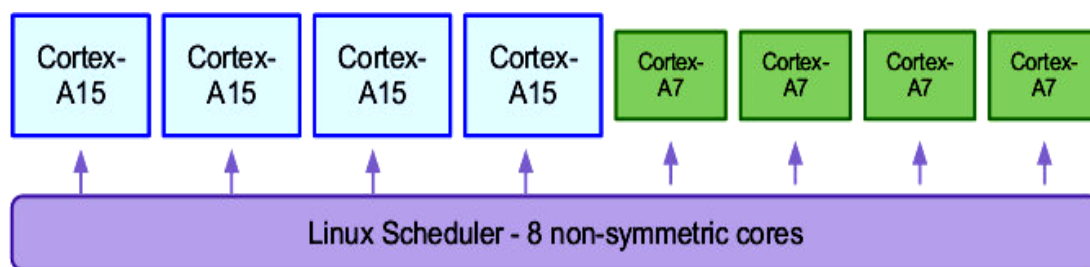 Cortex-
A15
Cortex-
A15
Cortex-
A15
Cortex-
A15
Cortex-
A7
Cortex-
A7
Cortex-
A7
Cortex-
A7
Linux Scheduler - 8 non-symmetric cores